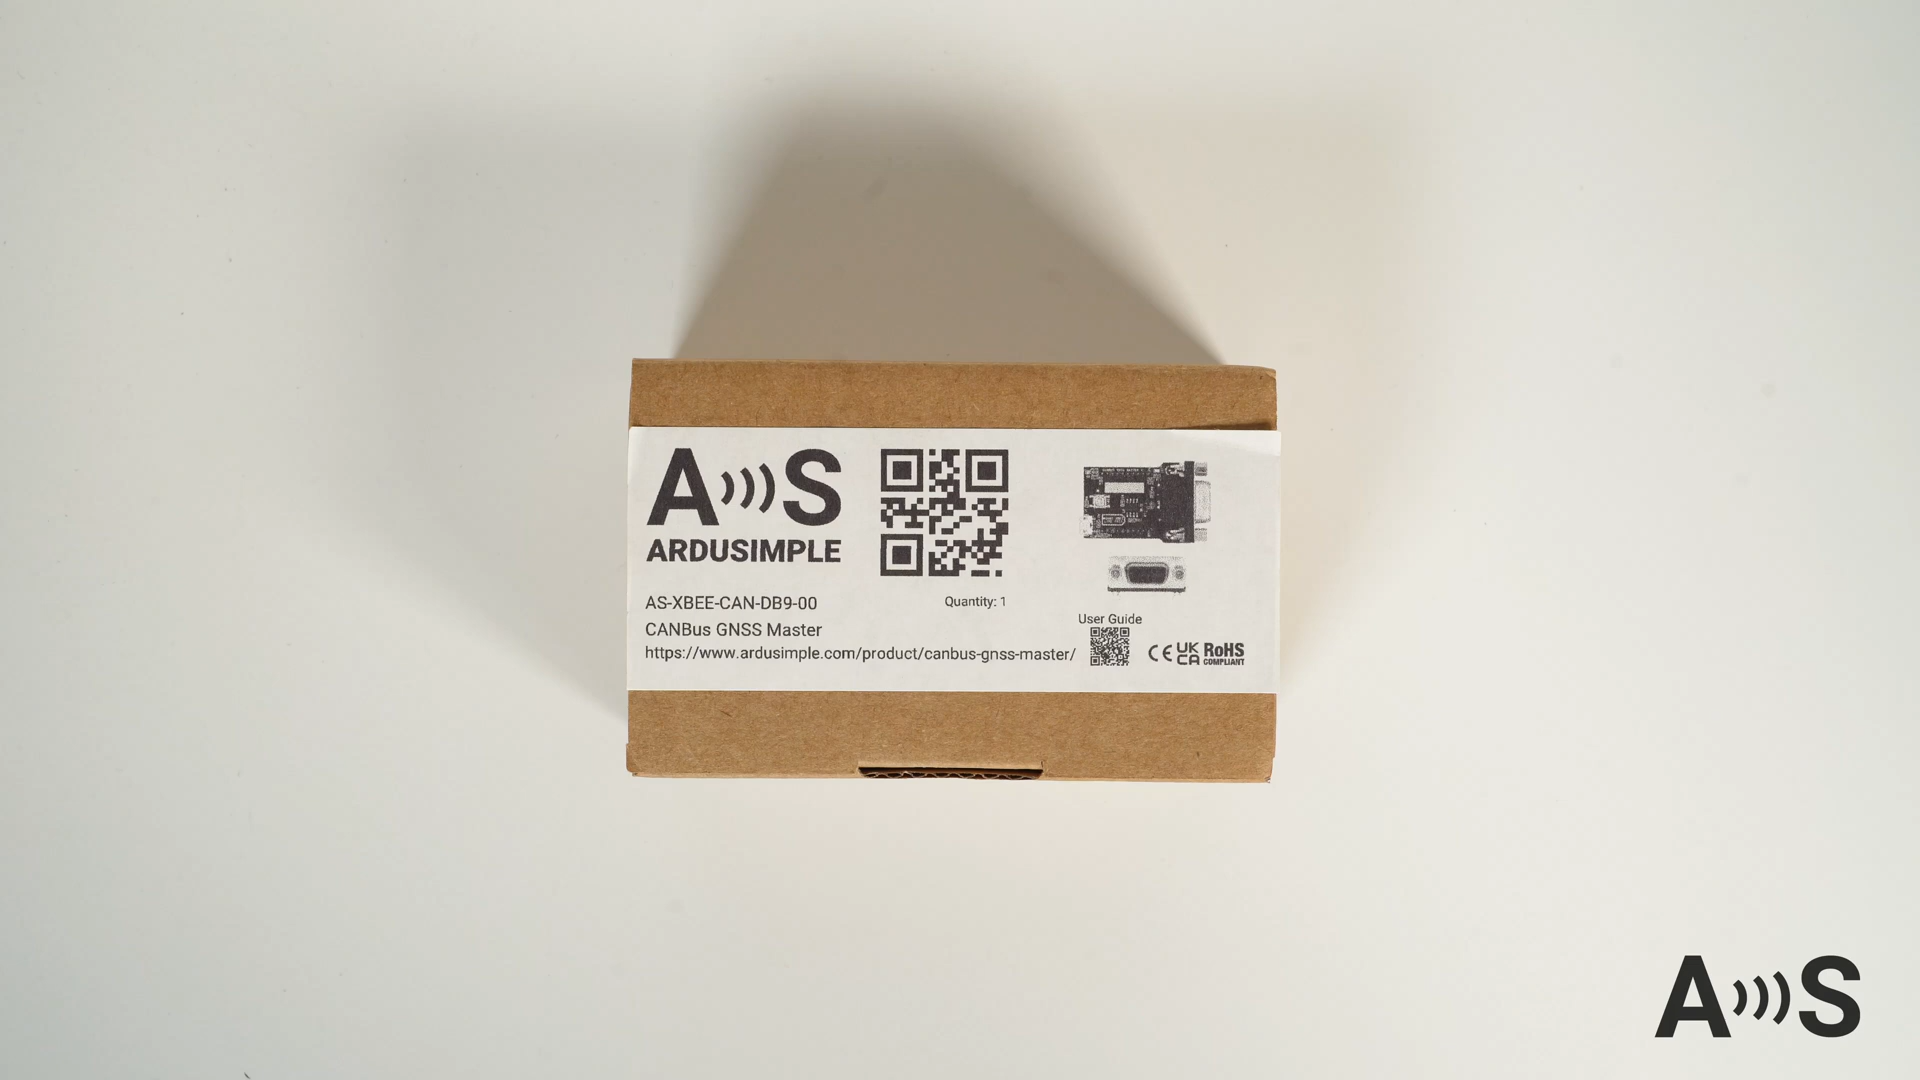 A S
ARDUSIMPLE
AS-XBEE-CAN-DB9-00
Quantity: 1
CANBus GNSS Master
https://www.ardusimple.com/product/canbus-gnss-master/
User Guide
CE UK CA RoHS COMPLIANT
A S